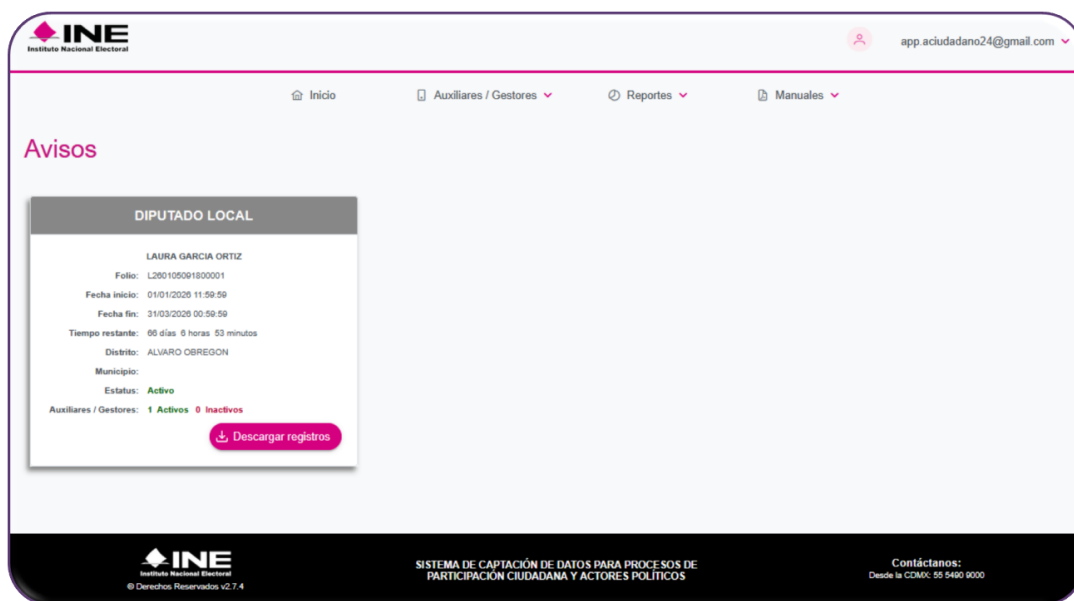 INE
Instituto Nacional Electoral
app.aciudadano24@gmail.com
Inicio
Auxiliares / Gestores
Reportes
Manuales
Avisos
DIPUTADO LOCAL
LAURA GARCIA ORTIZ
Folio: L260105091800001
Fecha inicio: 01/01/2026 11:59:59
Fecha fin: 31/03/2026 00:59:59
Tiempo restante: 66 días 6 horas 53 minutos
Distrito: ALVARO OBREGON
Municipio:
Estatus: Activo
Auxiliares / Gestores: 1 Activos 0 Inactivos
Descargar registros
INE
Instituto Nacional Electoral
© Derechos Reservados v2.7.4
SISTEMA DE CAPTACIÓN DE DATOS PARA PROCESOS DE
PARTICIPACIÓN CIUDADANA Y ACTORES POLÍTICOS
Contáctanos:
Desde la CDMX: 55 5490 9000